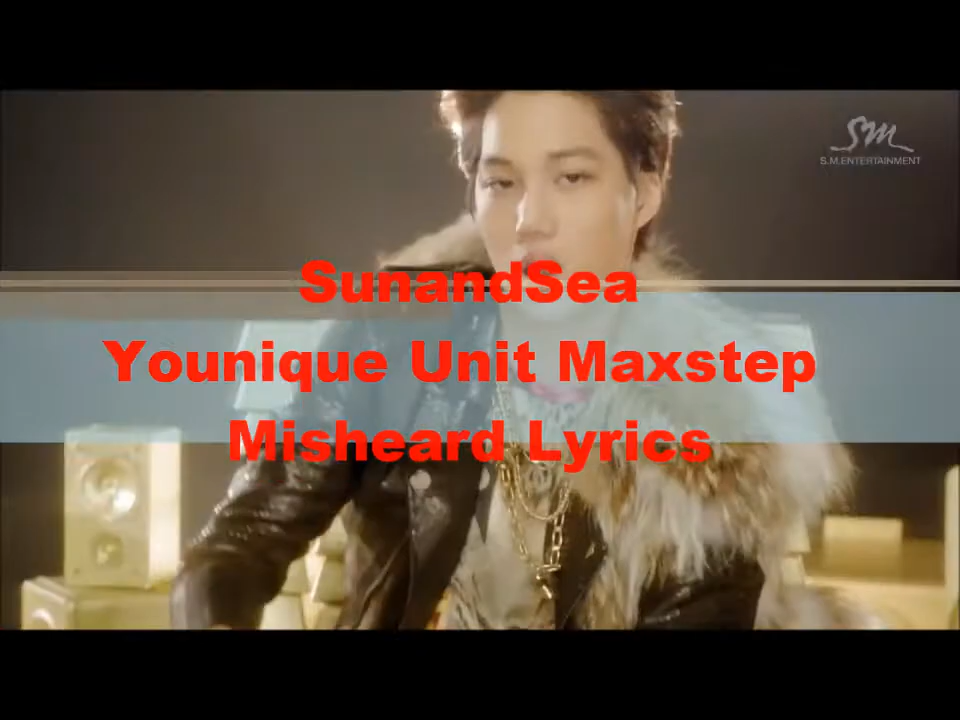 SM
S.M.ENTERTAINMENT
SunandSea
Younique Unit Maxstep
Misheard Lyrics